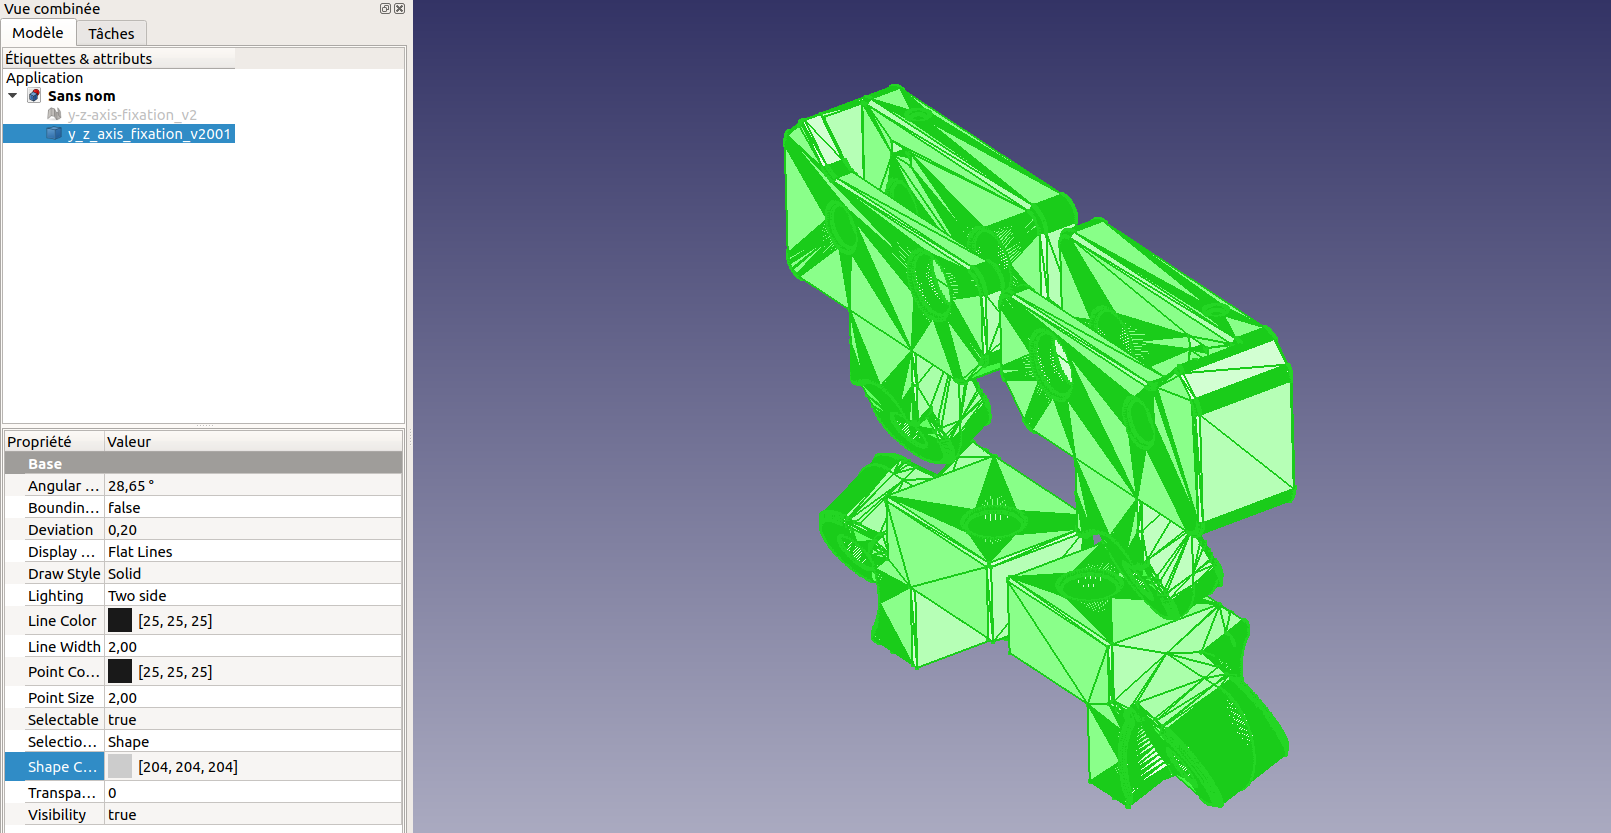 Vue combinée
Modèle
Tâches
Étiquettes & attributs
Application
Sans nom
y-z-axis-fixation_v2
y_z_axis_fixation_v2001
Propriété Valeur
Base
Angular ... 28,65 °
Boundin... false
Deviation 0,20
Display ... Flat Lines
Draw Style Solid
Lighting Two side
Line Color [25, 25, 25]
Line Width 2,00
Point Co... [25, 25, 25]
Point Size 2,00
Selectable true
Selectio... Shape
Shape C... [204, 204, 204]
Transpa... 0
Visibility true